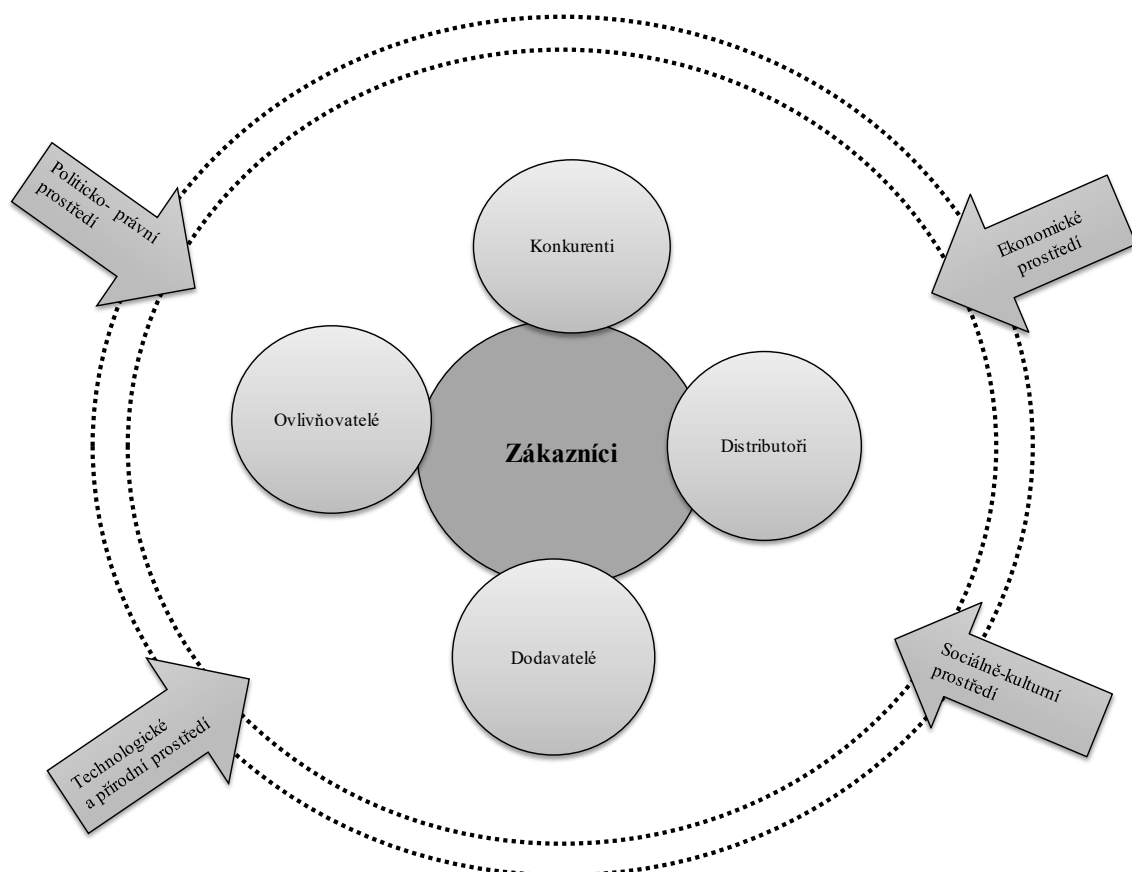 Politicko- právní
prostředí
Ekonomické
prostředí
Konkurenti
Ovlivňovatelé
Zákazníci
Distributoři
Dodavatelé
Sociálně-kulturní
prostředí
Technologické
a přírodní prostředí